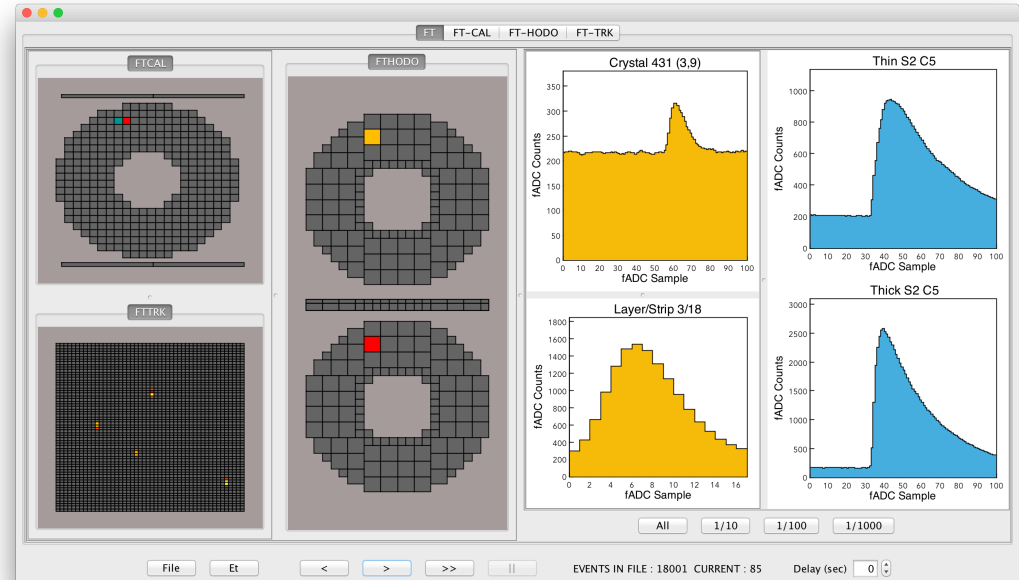 FT FT-CAL FT-HODO FT-TRK
FTCAL
FTTRK
FTHODO
Crystal 431 (3,9)
fADC Counts
350
300
250
200
150
100
50
0
0 10 20 30 40 50 60 70 80 90 100
fADC Sample
Layer/Strip 3/18
fADC Counts
1800
1600
1400
1200
1000
800
600
400
200
0
0 2 4 6 8 10 12 14 16
fADC Sample
Thin S2 C5
fADC Counts
1000
800
600
400
200
0
0 10 20 30 40 50 60 70 80 90 100
fADC Sample
Thick S2 C5
fADC Counts
3000
2500
2000
1500
1000
500
0
0 10 20 30 40 50 60 70 80 90 100
fADC Sample
All 1/10 1/100 1/1000
File Et < > >> || EVENTS IN FILE : 18001 CURRENT : 85 Delay (sec) 0